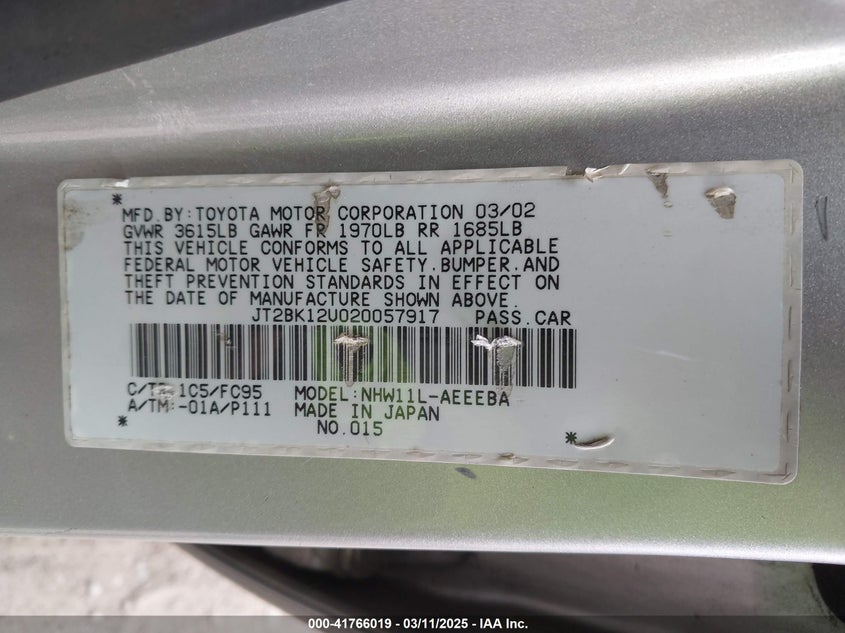 MFD.BY:TOYOTA MOTOR CORPORATION 03/02
GVWR 3615LB GAWR FR 1970LB RR 1685LB
THIS VEHICLE CONFORMS TO ALL APPLICABLE
FEDERAL MOTOR VEHICLE SAFETY.BUMPER.AND
THEFT PREVENTION STANDARDS IN EFFECT ON
THE DATE OF MANUFACTURE SHOWN ABOVE.
JT2BK12U020057917 PASS.CAR
C/TR:1C5/FC95 MODEL:NHW11L-AEEEBA
A/TM:-01A/P111 MADE IN JAPAN
NO.015
000-41766019 / 03/11/2025 - IAA Inc.